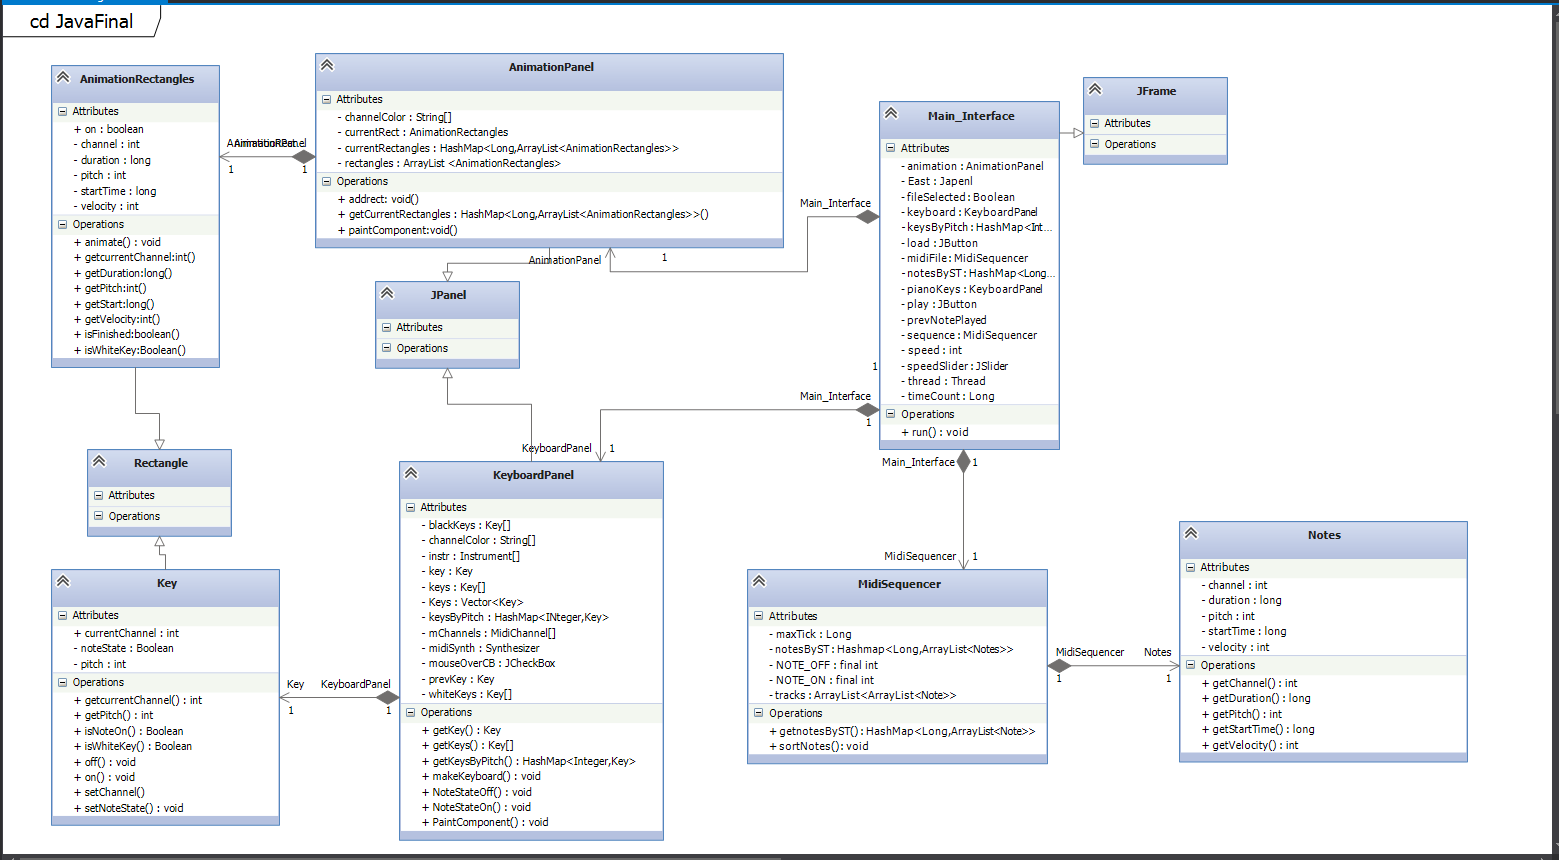 cd JavaFinal
AnimationRectangles
Attributes
+ on : boolean
- channel : int
- duration : long
- pitch : int
- startTime : long
- velocity : int
Operations
+ animate() : void
+ getcurrentChannel:int()
+ getDuration:long()
+ getPitch:int()
+ getStart:long()
+ getVelocity:int()
+ isFinished:boolean()
+ isWhiteKey:Boolean()
1
1
AnimationPanel
Attributes
- channelColor : String[]
- currentRect : AnimationRectangles
- currentRectangles : HashMap<Long,ArrayList<AnimationRectangles>>
- rectangles : ArrayList <AnimationRectangles>
Operations
+ addrect: void()
+ getCurrentRectangles : HashMap<Long,ArrayList<AnimationRectangles>>()
+ paintComponent:void()
AnimationPanel
1
Main_Interface
JPanel
Attributes
Operations
Main_Interface
Attributes
- animation : AnimationPanel
- East : Japenl
- fileSelected : Boolean
- keyboard : KeyboardPanel
- keysByPitch : HashMap<Int...
- load : JButton
- midiFile : MidiSequencer
- notesByST : HashMap<Long...
- pianoKeys : KeyboardPanel
- play : JButton
- prevNotePlayed
- sequence : MidiSequencer
- speed : int
- speedSlider : JSlider
- thread : Thread
- timeCount : Long
Operations
+ run() : void
JFrame
Attributes
Operations
1
Main_Interface
1
KeyboardPanel
1
Main_Interface
1
MidiSequencer
1
Rectangle
Attributes
Operations
Key
Attributes
+ currentChannel : int
- noteState : Boolean
- pitch : int
Operations
+ getcurrentChannel() : int
+ getPitch() : int
+ isNoteOn() : Boolean
+ isWhiteKey() : Boolean
+ off() : void
+ on() : void
+ setChannel()
+ setNoteState() : void
Key
KeyboardPanel
1
1
KeyboardPanel
Attributes
- blackKeys : Key[]
- channelColor : String[]
- instr : Instrument[]
- key : Key
- keys : Key[]
- Keys : Vector<Key>
- keysByPitch : HashMap<INteger,Key>
- mChannels : MidiChannel[]
- midiSynth : Synthesizer
- mouseOverCB : JCheckBox
- prevKey : Key
- whiteKeys : Key[]
Operations
+ getKey() : Key
+ getKeys() : Key[]
+ getKeysByPitch() : HashMap<Integer,Key>
+ makeKeyboard() : void
+ NoteStateOff() : void
+ NoteStateOn() : void
+ PaintComponent() : void
MidiSequencer
Attributes
- maxTick : Long
- notesByST : Hashmap<Long,ArrayList<Notes>>
- NOTE_OFF : final int
- NOTE_ON : final int
- tracks : ArrayList<ArrayList<Note>>
Operations
+ getnotesByST() : HashMap<Long,ArrayList<Note>>
+ sortNotes() : void
MidiSequencer
Notes
1
1
Notes
Attributes
- channel : int
- duration : long
- pitch : int
- startTime : long
- velocity : int
Operations
+ getChannel() : int
+ getDuration() : long
+ getPitch() : int
+ getStartTime() : long
+ getVelocity() : int